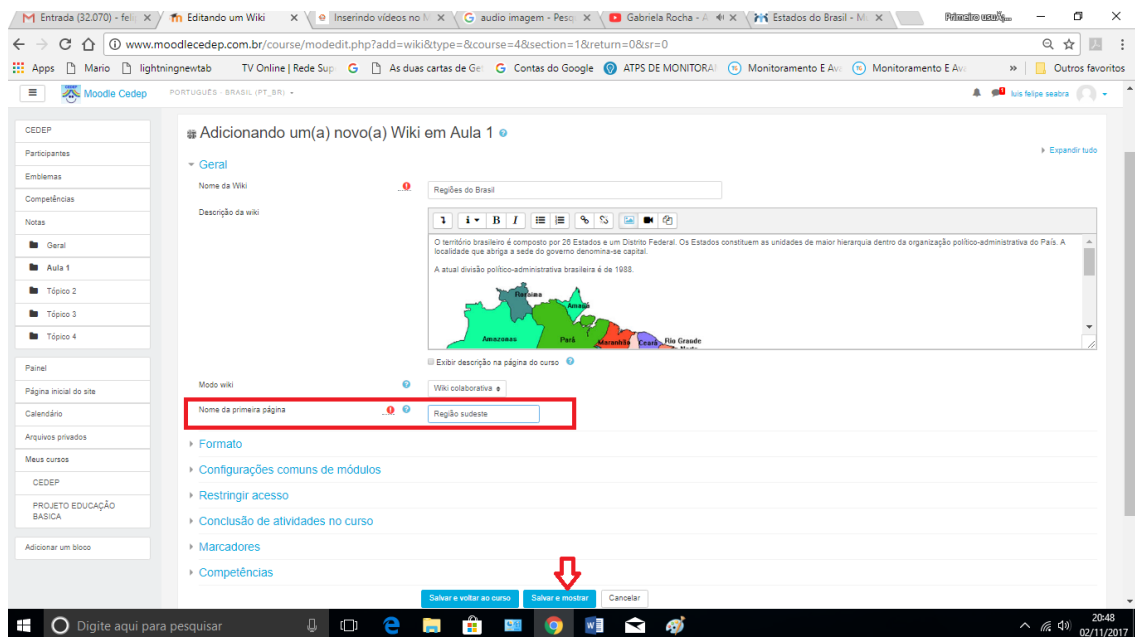 Entrada (32.070) - feli
Editando um Wiki
Inserindo vídeos no M
audio imagem - Pesq
Gabriela Rocha - A
Estados do Brasil - M
www.moodlecedep.com.br/course/modedit.php?add=wiki&type=&course=4&section=1&return=0&sr=0
Apps
Mario
lightningnewtab
TV Online | Rede Sup
As duas cartas de Ge
Contas do Google
ATPS DE MONITORA
Monitoramento E Ava
Monitoramento E Ava
»
Outros favoritos
Moodle Cedep
PORTUGUÊS - BRASIL (PT_BR)
luis felipe seabra
CEDEP
Participantes
Emblemas
Competências
Notas
Geral
Aula 1
Tópico 2
Tópico 3
Tópico 4
Painel
Página inicial do site
Calendário
Arquivos privados
Meus cursos
CEDEP
PROJETO EDUCAÇÃO
BASICA
Adicionar um bloco
Adicionando um(a) novo(a) Wiki em Aula 1
Expandir tudo
Geral
Nome da Wiki
Regiões do Brasil
Descrição da wiki
O território brasileiro é composto por 26 Estados e um Distrito Federal. Os Estados constituem as unidades de maior hierarquia dentro da organização político-administrativa do País. A
localidade que abriga a sede do governo denomina-se capital.
A atual divisão político-administrativa brasileira é de 1988.
Roraima
Amapá
Amazonas
Pará
Maranhão
Ceará
Rio Grande
Exibir descrição na página do curso
Modo wiki
Wiki colaborativa
Nome da primeira página
Região sudeste
Formato
Configurações comuns de módulos
Restringir acesso
Conclusão de atividades no curso
Marcadores
Competências
Salvar e voltar ao curso
Salvar e mostrar
Cancelar
Digite aqui para pesquisar
20:48
02/11/2017